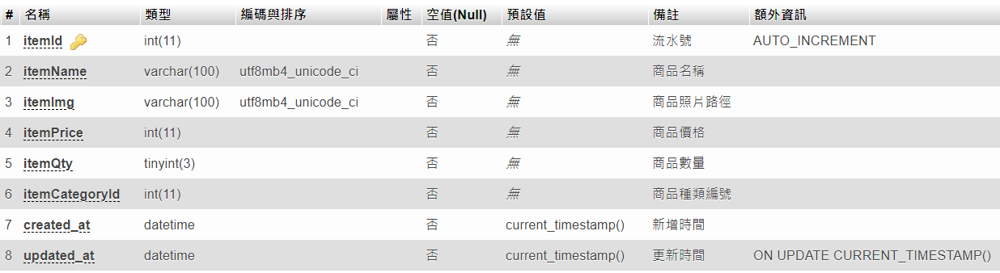 # 名稱 類型 編碼與排序 屬性 空值(Null) 預設值 備註 額外資訊
1 itemId int(11) 否 無 流水號 AUTO_INCREMENT
2 itemName varchar(100) utf8mb4_unicode_ci 否 無 商品名稱
3 itemImg varchar(100) utf8mb4_unicode_ci 否 無 商品照片路徑
4 itemPrice int(11) 否 無 商品價格
5 itemQty tinyint(3) 否 無 商品數量
6 itemCategoryId int(11) 否 無 商品種類編號
7 created_at datetime 否 current_timestamp() 新增時間
8 updated_at datetime 否 current_timestamp() 更新時間 ON UPDATE CURRENT_TIMESTAMP()